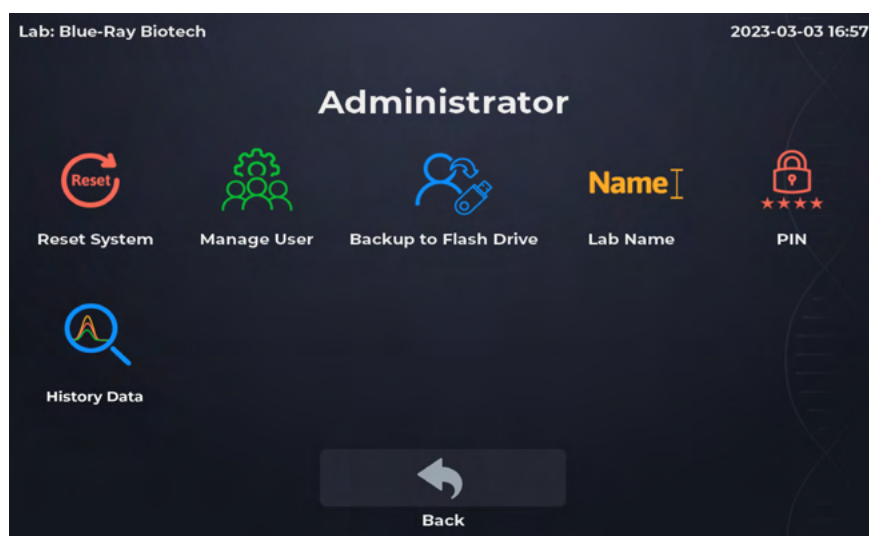 Lab: Blue-Ray Biotech 2023-03-03 16:57
Administrator
Reset Name
****
Reset System Manage User Backup to Flash Drive Lab Name PIN
History Data
Back